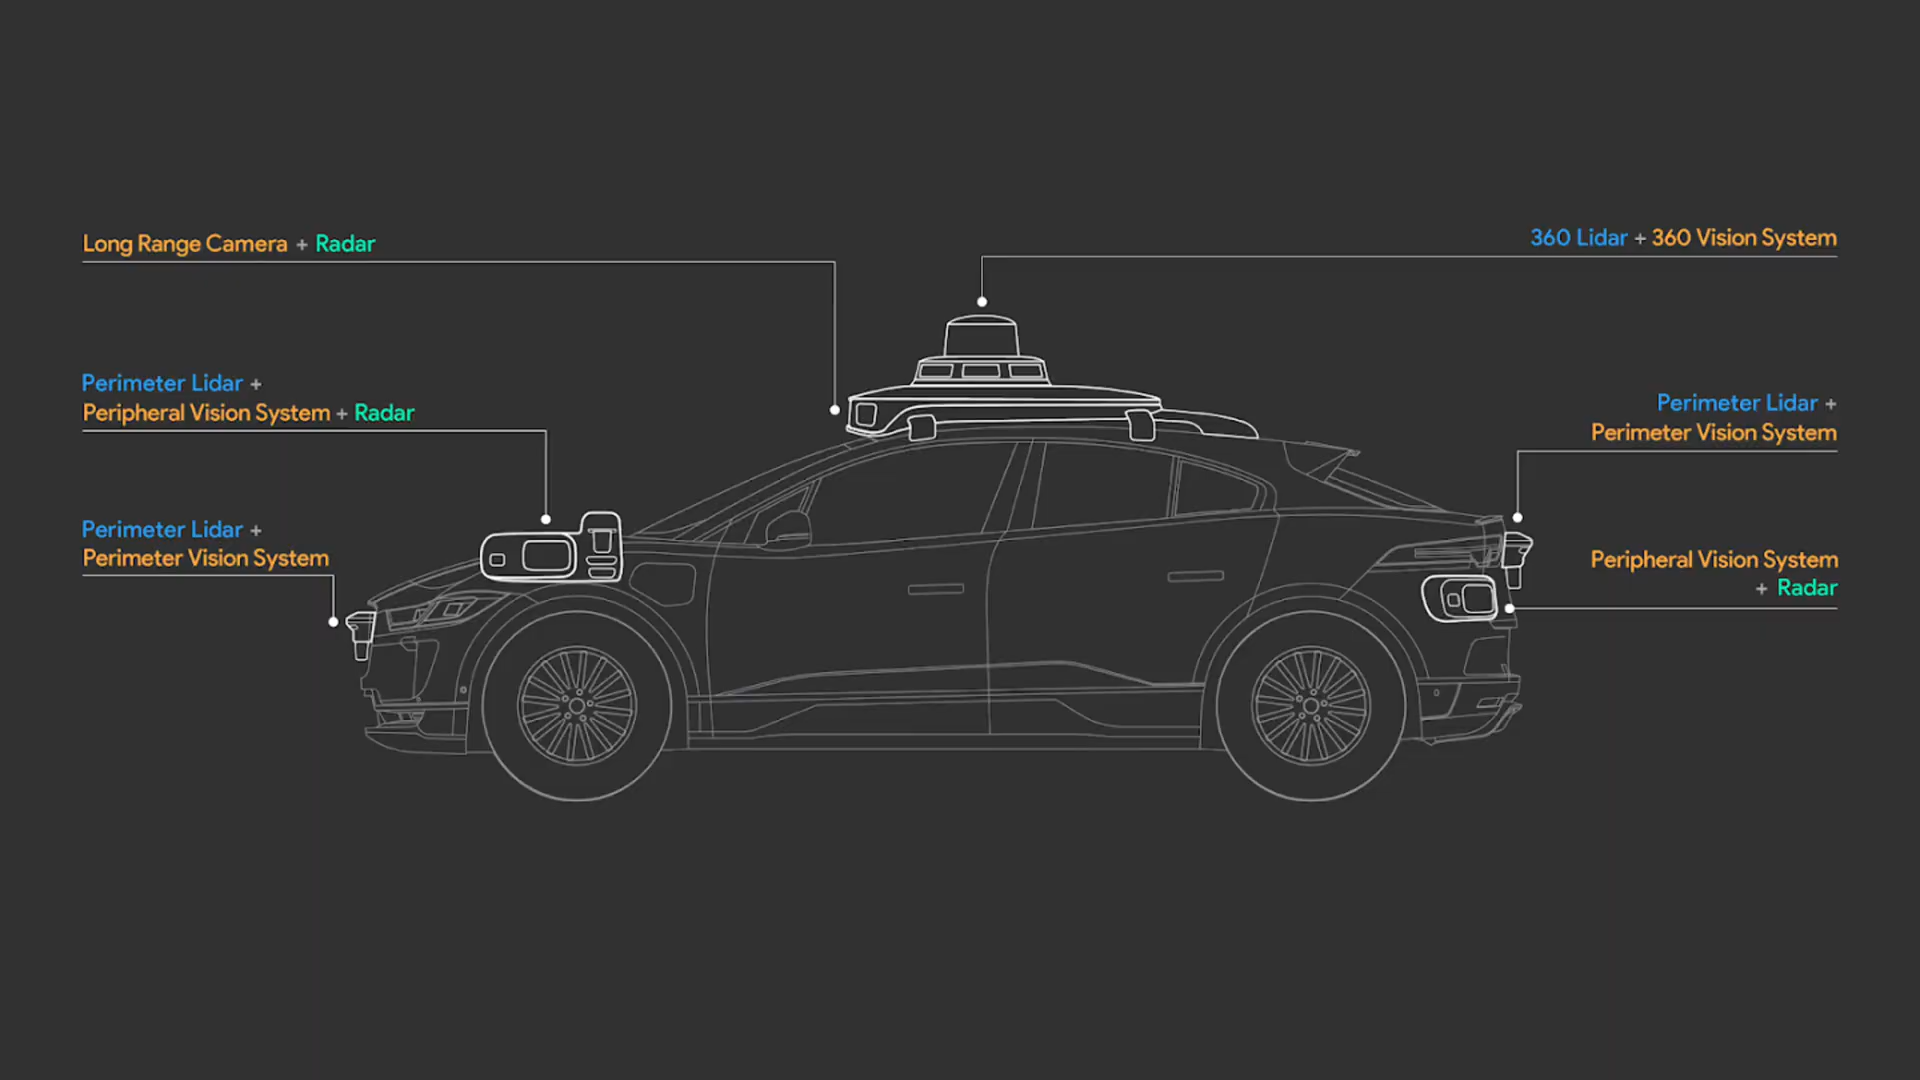 Long Range Camera + Radar
360 Lidar + 360 Vision System
Perimeter Lidar +
Peripheral Vision System + Radar
Perimeter Lidar +
Perimeter Vision System
Perimeter Lidar +
Perimeter Vision System
Peripheral Vision System
+ Radar